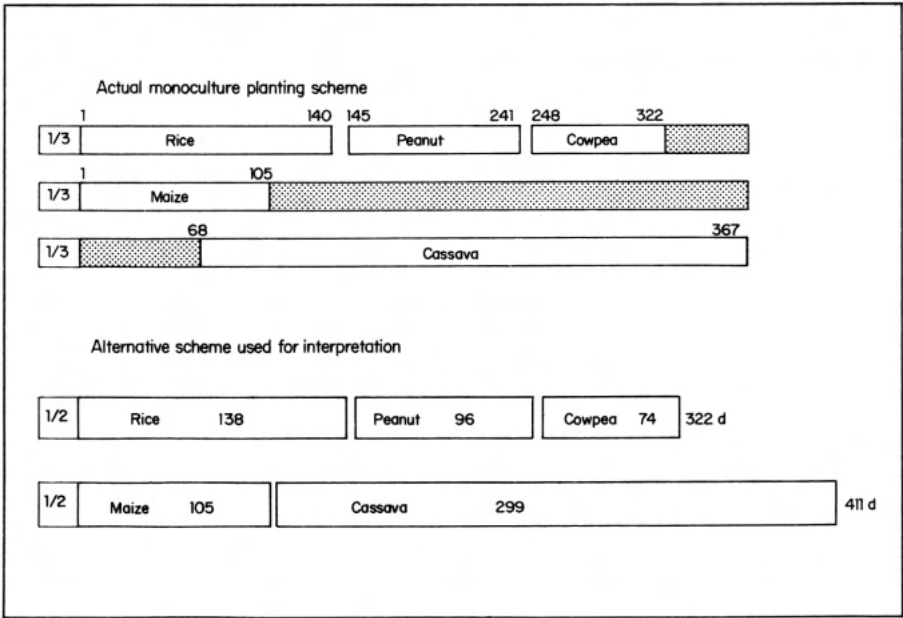 Actual monoculture planting scheme
1 140 145 241 248 322
1/3 Rice Peanut Cowpea
1 105
1/3 Maize
68 367
1/3 Cassava
Alternative scheme used for interpretation
1/2 Rice 138 Peanut 96 Cowpea 74 322 d
1/2 Maize 105 Cassava 299 411 d